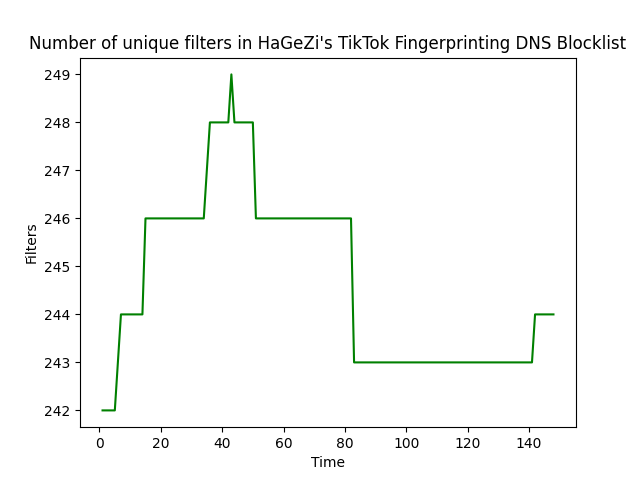 Number of unique filters in HaGeZi's TikTok Fingerprinting DNS Blocklist
249
248
247
246
245
244
243
242
Filters
0 20 40 60 80 100 120 140
Time